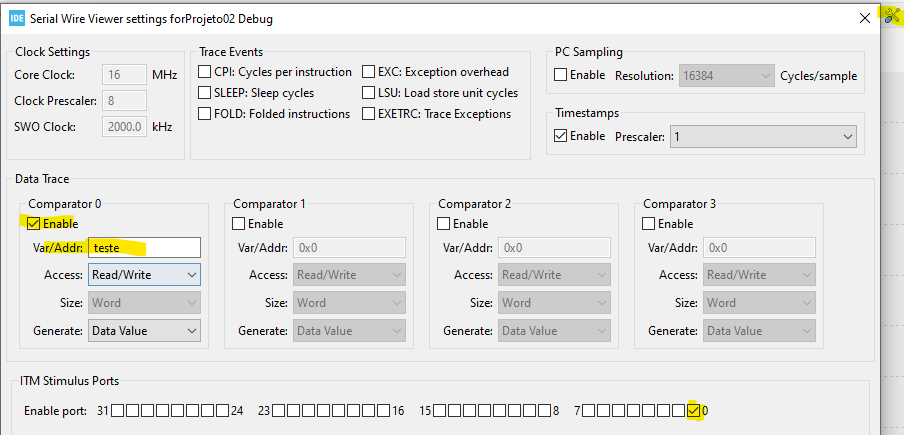 IDE Serial Wire Viewer settings forProjeto02 Debug
Clock Settings
Core Clock: 16 MHz
Clock Prescaler: 8
SWO Clock: 2000.0 kHz
Trace Events
CPI: Cycles per instruction EXC: Exception overhead
SLEEP: Sleep cycles LSU: Load store unit cycles
FOLD: Folded instructions EXETRC: Trace Exceptions
PC Sampling
Enable Resolution: 16384 Cycles/sample
Timestamps
Enable Prescaler: 1
Data Trace
Comparator 0
Enable
Var/Addr: teste
Access: Read/Write
Size: Word
Generate: Data Value
Comparator 1
Enable
Var/Addr: 0x0
Access: Read/Write
Size: Word
Generate: Data Value
Comparator 2
Enable
Var/Addr: 0x0
Access: Read/Write
Size: Word
Generate: Data Value
Comparator 3
Enable
Var/Addr: 0x0
Access: Read/Write
Size: Word
Generate: Data Value
ITM Stimulus Ports
Enable port: 31 24 23 16 15 8 7 0